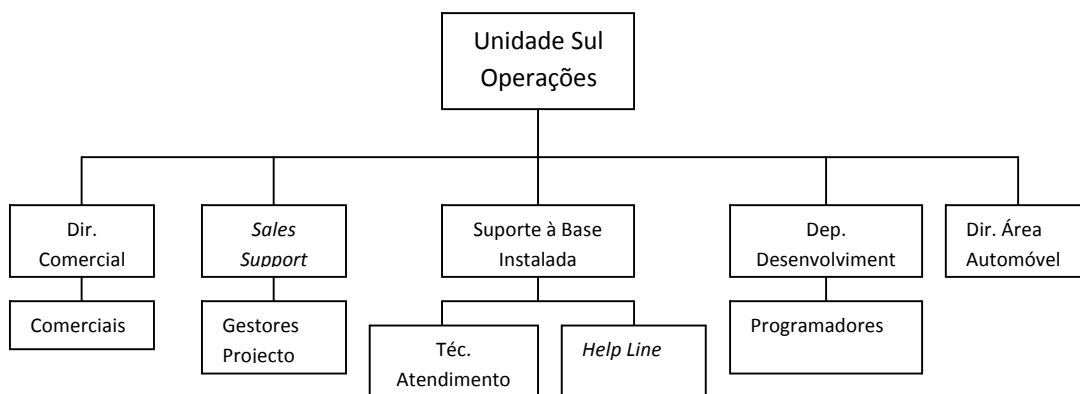 Unidade Sul
Operações
Dir.
Comercial
Sales
Support
Suporte à Base
Instalada
Dep.
Desenvolviment
Dir. Área
Automóvel
Comerciais
Gestores
Projecto
Téc.
Atendimento
Help Line
Programadores